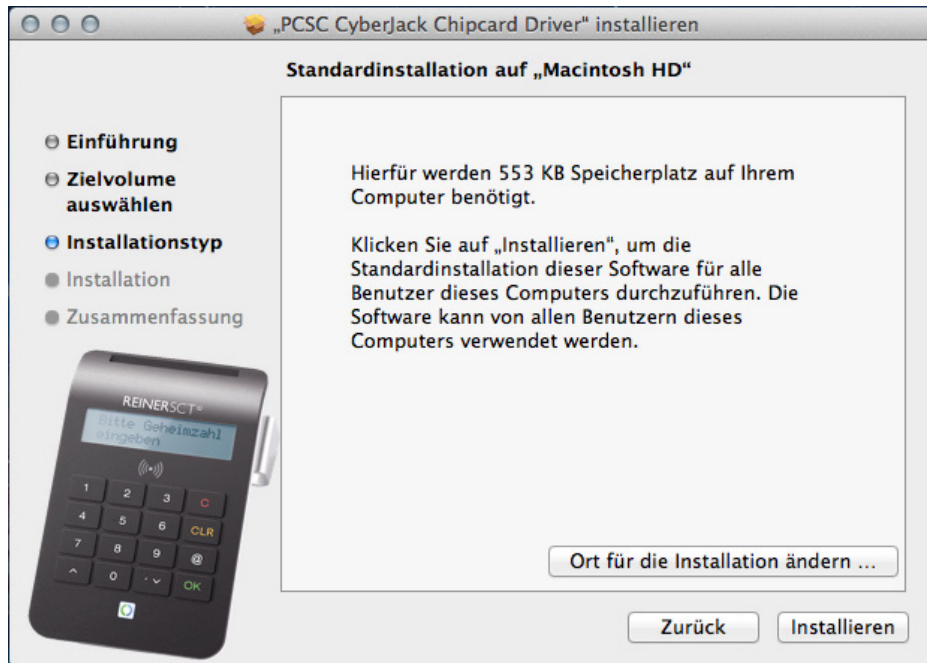 „PCSC CyberJack Chipcard Driver“ installieren
Standardinstallation auf „Macintosh HD“
Einführung
Zielvolume
auswählen
Installationstyp
Installation
Zusammenfassung
Hierfür werden 553 KB Speicherplatz auf Ihrem
Computer benötigt.
Klicken Sie auf „Installieren“, um die
Standardinstallation dieser Software für alle
Benutzer dieses Computers durchzuführen. Die
Software kann von allen Benutzern dieses
Computers verwendet werden.
REINERSCT®
Bitte Geheimzahl
eingeben
1 2 3 C
4 5 6 CLR
7 8 9 @
0 OK
Ort für die Installation ändern ...
Zurück Installieren